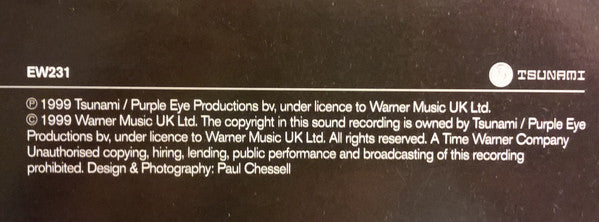 EW231
TSUNAMI
℗ 1999 Tsunami / Purple Eye Productions bv, under licence to Warner Music UK Ltd.
© 1999 Warner Music UK Ltd. The copyright in this sound recording is owned by Tsunami / Purple Eye
Productions bv, under licence to Warner Music UK Ltd. All rights reserved. A Time Warner Company
Unauthorised copying, hiring, lending, public performance and broadcasting of this recording
prohibited. Design & Photography: Paul Chessell